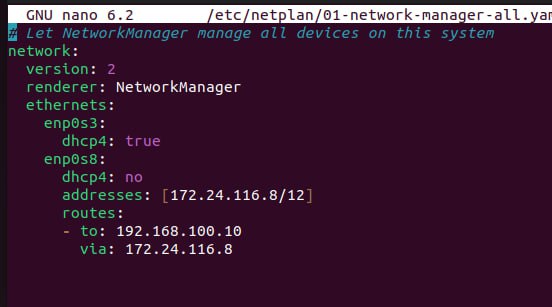 GNU nano 6.2 /etc/netplan/01-network-manager-all.yam
# Let NetworkManager manage all devices on this system
network:
  version: 2
  renderer: NetworkManager
  ethernets:
    enp0s3:
      dhcp4: true
    enp0s8:
      dhcp4: no
      addresses: [172.24.116.8/12]
      routes:
      - to: 192.168.100.10
        via: 172.24.116.8